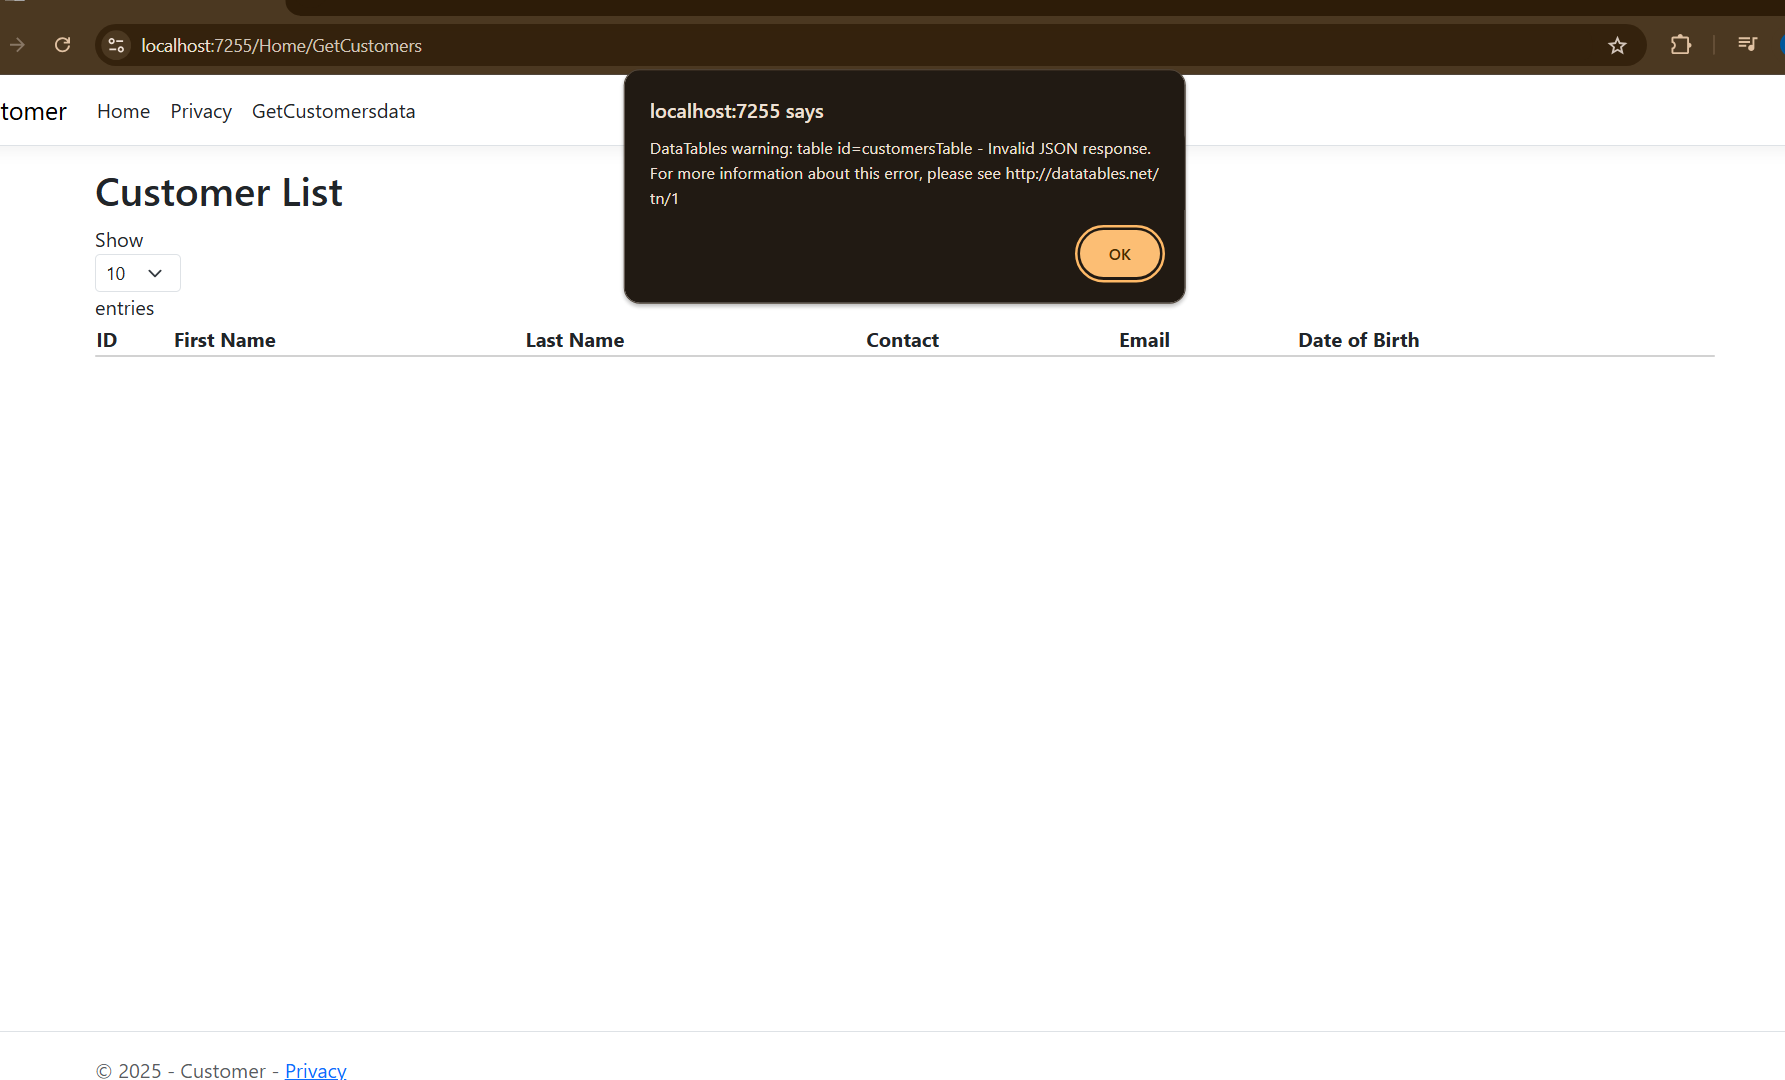 localhost:7255/Home/GetCustomers
tomer Home Privacy GetCustomersdata
localhost:7255 says
DataTables warning: table id=customersTable - Invalid JSON response.
For more information about this error, please see http://datatables.net/
tn/1
OK
Customer List
Show
10
entries
ID First Name Last Name Contact Email Date of Birth
© 2025 - Customer - Privacy